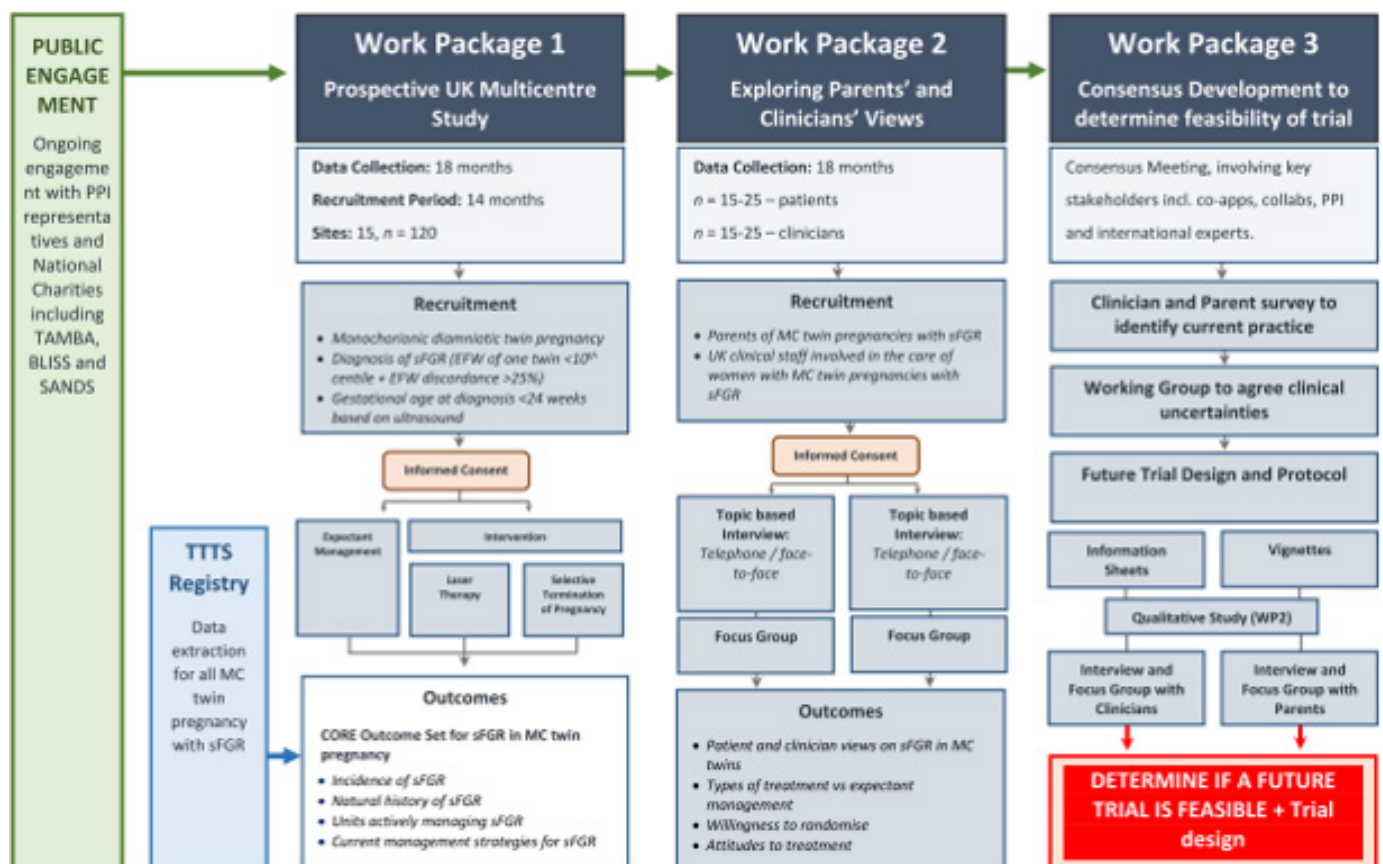 PUBLIC
ENGAGE
MENT
Ongoing
engageme
nt with PPI
representa
tives and
National
Charities
including
TAMBA,
BLISS and
SANDS
TTTS
Registry
Data
extraction
for all MC
twin
pregnancy
with sFGR
Work Package 1
Prospective UK Multicentre
Study
Data Collection: 18 months
Recruitment Period: 14 months
Sites: 15, n = 120
Recruitment
• Monochorionic diamniotic twin pregnancy
• Diagnosis of sFGR (EFW of one twin <10th
centile + EFW discordance >25%)
• Gestational age at diagnosis <24 weeks
based on ultrasound
Informed Consent
Expectant
Management
Intervention
Laser
Therapy
Selective
Termination
of Pregnancy
Outcomes
CORE Outcome Set for sFGR in MC twin
pregnancy
• Incidence of sFGR
• Natural history of sFGR
• Units actively managing sFGR
• Current management strategies for sFGR
Work Package 2
Exploring Parents’ and
Clinicians’ Views
Data Collection: 18 months
n = 15-25 – patients
n = 15-25 – clinicians
Recruitment
• Parents of MC twin pregnancies with sFGR
• UK clinical staff involved in the care of
women with MC twin pregnancies with
sFGR
Informed Consent
Topic based
Interview:
Telephone / face-
to-face
Focus Group
Topic based
Interview:
Telephone / face-
to-face
Focus Group
Outcomes
• Patient and clinician views on sFGR in MC
twins
• Types of treatment vs expectant
management
• Willingness to randomise
• Attitudes to treatment
Work Package 3
Consensus Development to
determine feasibility of trial
Consensus Meeting, involving key
stakeholders incl. co-apps, collabs, PPI
and international experts.
Clinician and Parent survey to
identify current practice
Working Group to agree clinical
uncertainties
Future Trial Design and Protocol
Information
Sheets
Vignettes
Qualitative Study (WP2)
Interview and
Focus Group with
Clinicians
Interview and
Focus Group with
Parents
DETERMINE IF A FUTURE
TRIAL IS FEASIBLE + Trial
design